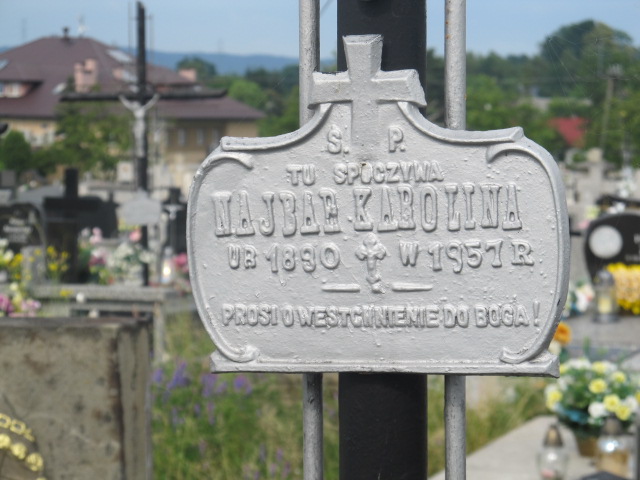 Ś. P.
TU SPOCZYWA
NAJBAR KAROLINA
UR 1890 W 1957 R
PROSI O WESTCHNIENIE DO BOGA!